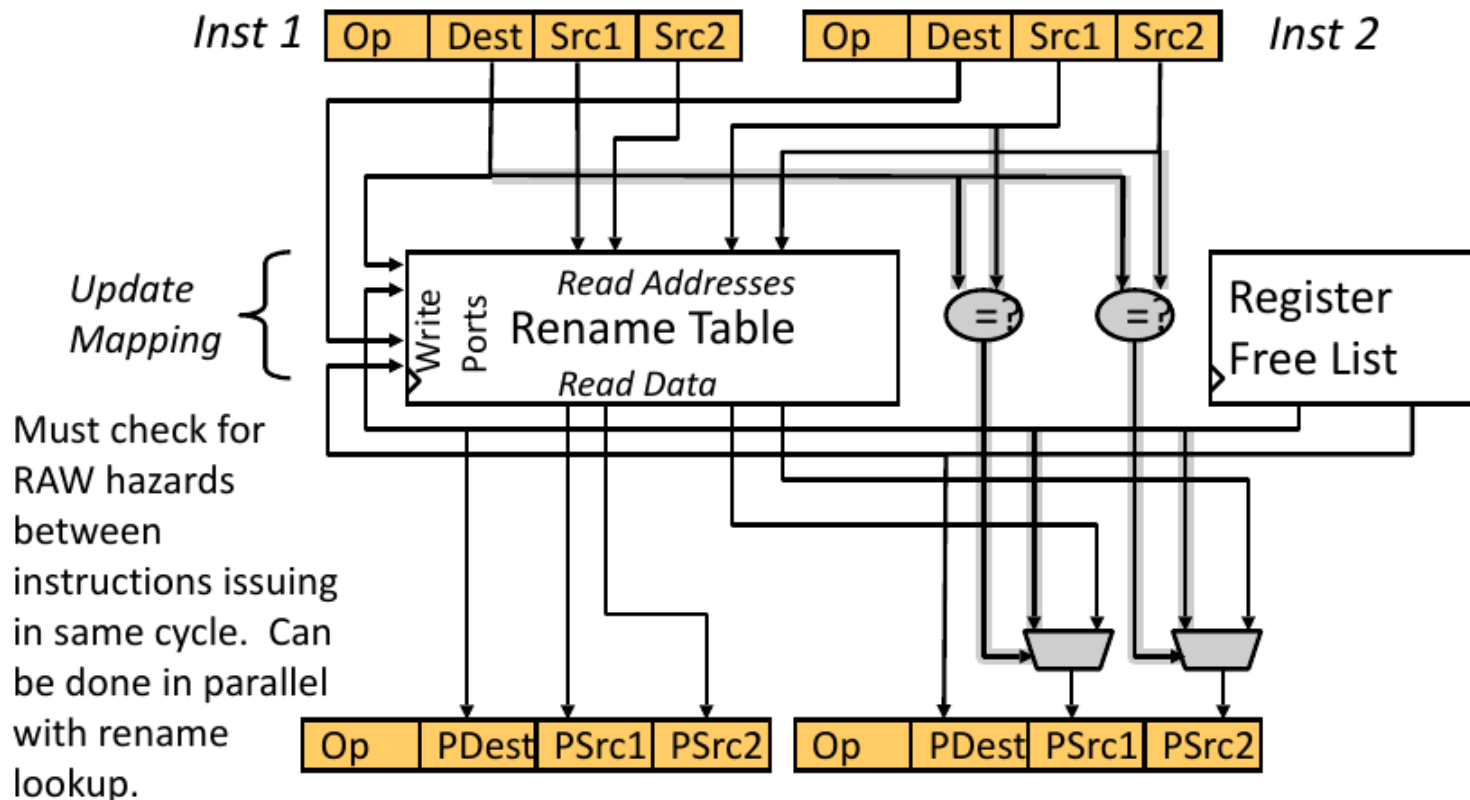 Inst 1 Op Dest Src1 Src2 Op Dest Src1 Src2 Inst 2
Update
Mapping
Write
Ports
Read Addresses
Rename Table
Read Data
=?
=?
Register
Free List
Must check for
RAW hazards
between
instructions issuing
in same cycle. Can
be done in parallel
with rename
lookup.
Op PDest PSrc1 PSrc2 Op PDest PSrc1 PSrc2